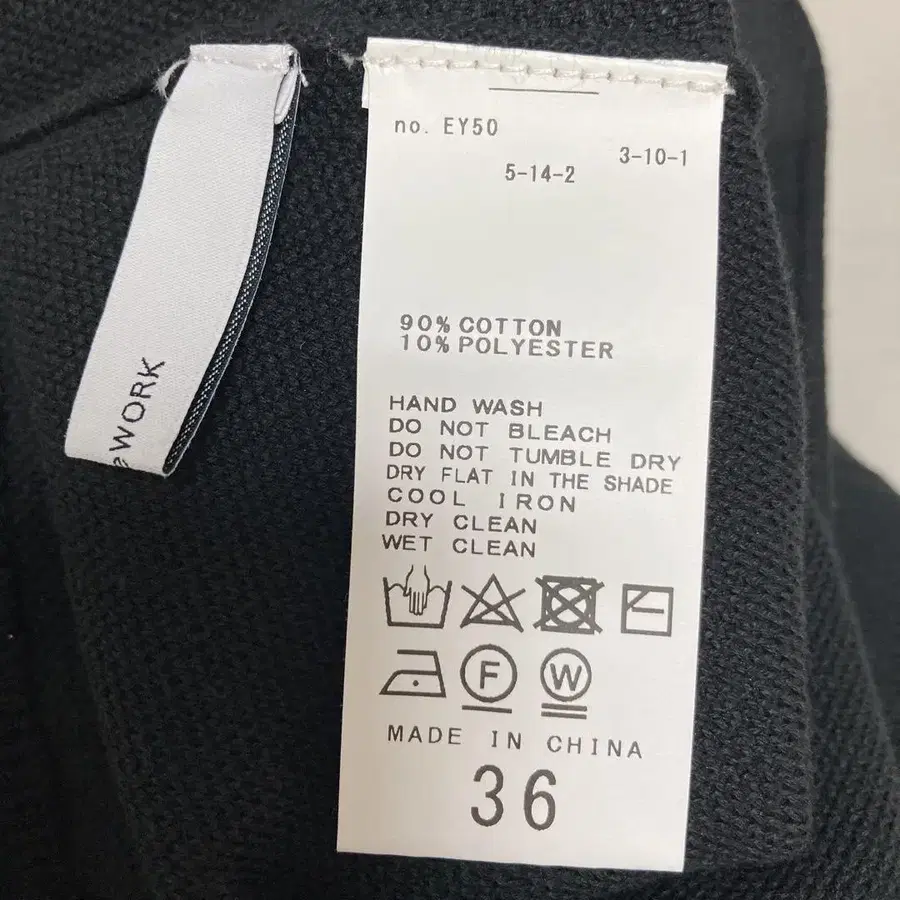 WORK
no. EY50
3-10-1
5-14-2
90% COTTON
10% POLYESTER
HAND WASH
DO NOT BLEACH
DO NOT TUMBLE DRY
DRY FLAT IN THE SHADE
COOL IRON
DRY CLEAN
WET CLEAN
F W
MADE IN CHINA
36